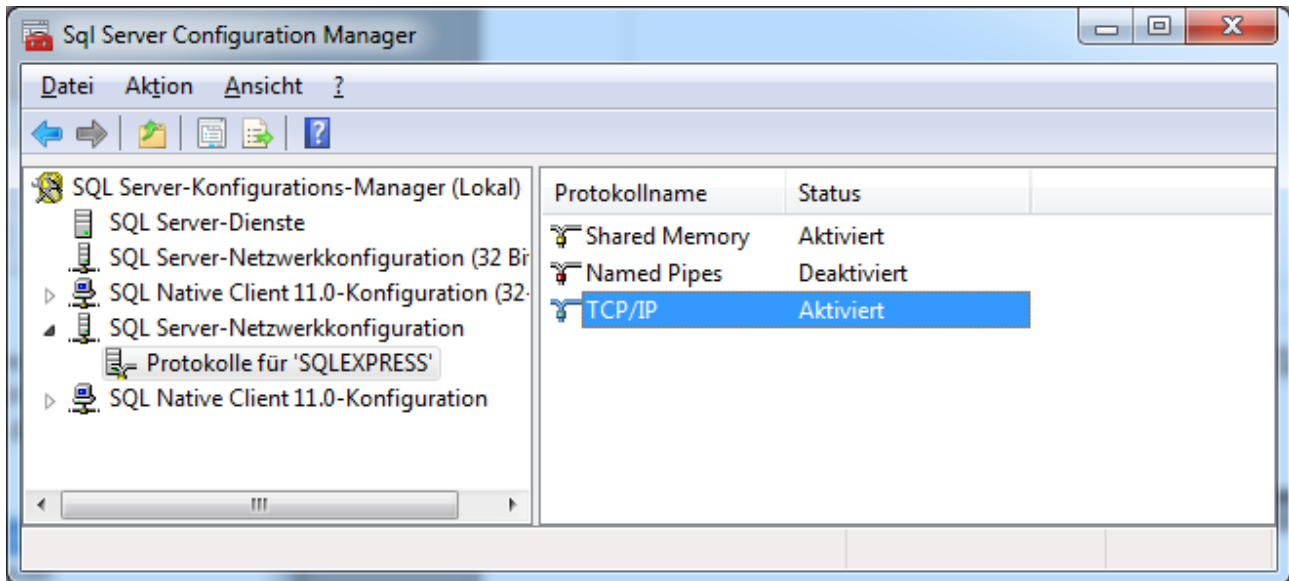 Sql Server Configuration Manager
Datei Aktion Ansicht ?
SQL Server-Konfigurations-Manager (Lokal)
SQL Server-Dienste
SQL Server-Netzwerkkonfiguration (32 Bi
SQL Native Client 11.0-Konfiguration (32-
SQL Server-Netzwerkkonfiguration
Protokolle für 'SQLEXPRESS'
SQL Native Client 11.0-Konfiguration
Protokollname Status
Shared Memory Aktiviert
Named Pipes Deaktiviert
TCP/IP Aktiviert